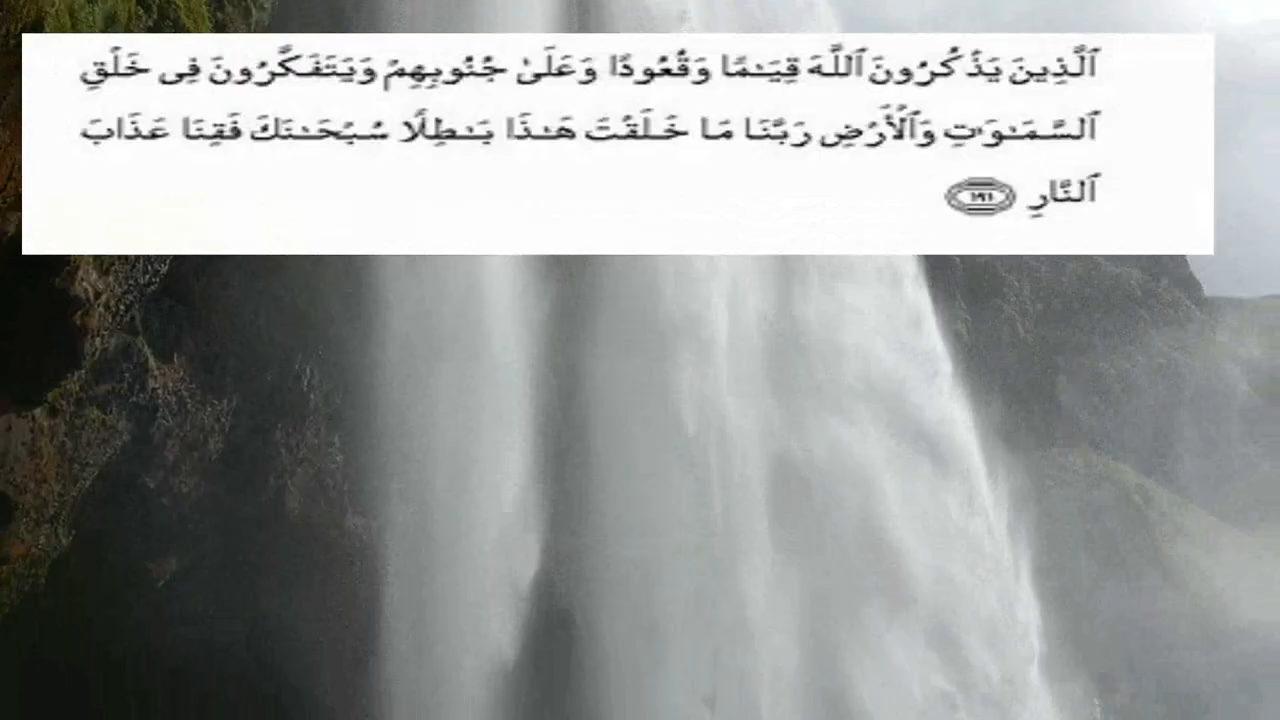 ٱلَّذِينَ يَذْكُرُونَ ٱللَّهَ قِيَـٰمًا وَقُعُودًا وَعَلَىٰ جُنُوبِهِمْ وَيَتَفَكَّرُونَ فِى خَلْقِ
ٱلسَّمَـٰوَٰتِ وَٱلْأَرْضِ رَبَّنَا مَا خَلَقْتَ هَـٰذَا بَـٰطِلًا سُبْحَـٰنَكَ فَقِنَا عَذَابَ
ٱلنَّارِ ١٩١